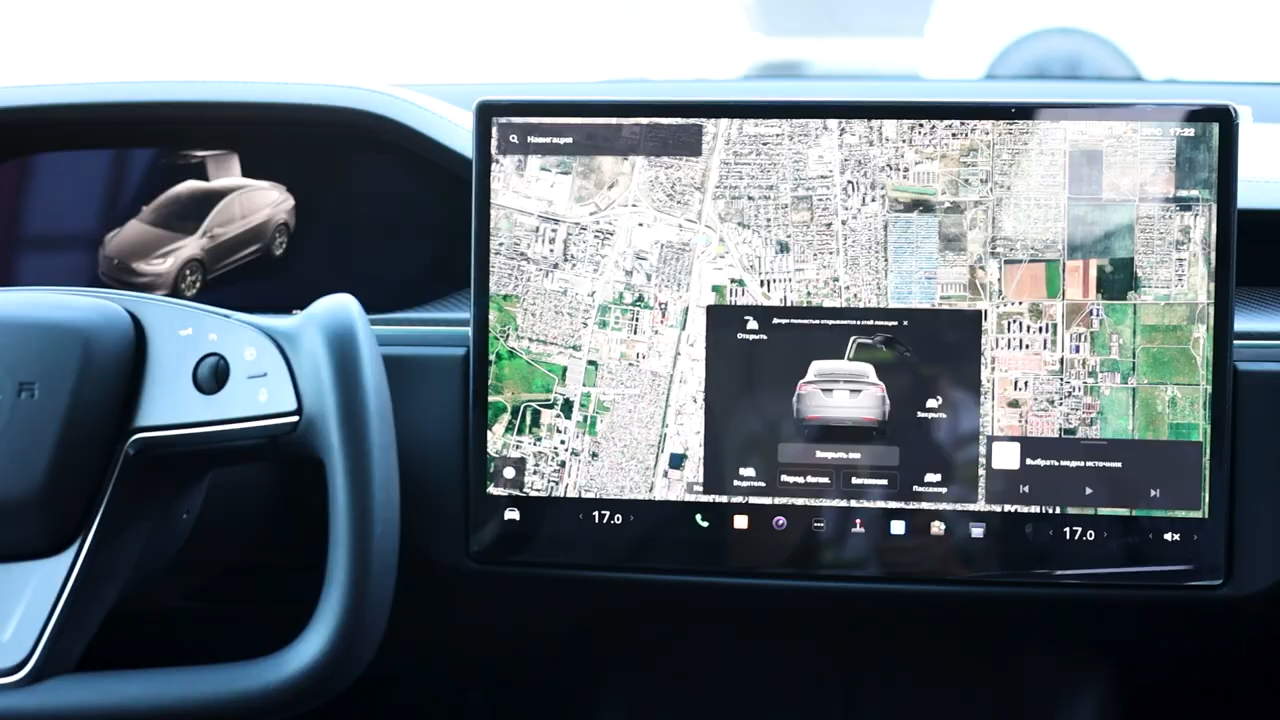 Навигация
17:22
Двери полностью открываются в этой локации ×
Открыть
Закрыть
Закрыть все
Водитель
Перед. багаж.
Багажник
Пассажир
Выбрать медиа источник
17.0
17.0